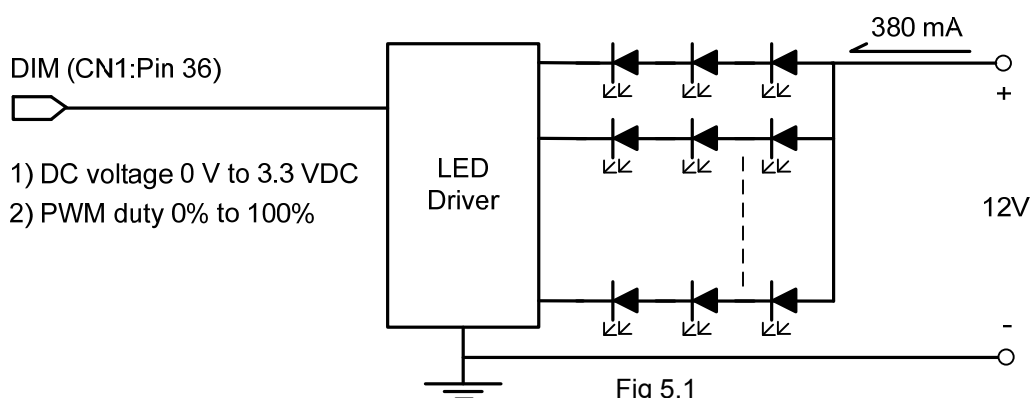 380 mA
DIM (CN1:Pin 36)
+
1) DC voltage 0 V to 3.3 VDC
2) PWM duty 0% to 100%
LED
Driver
12V
-
Fig 5.1